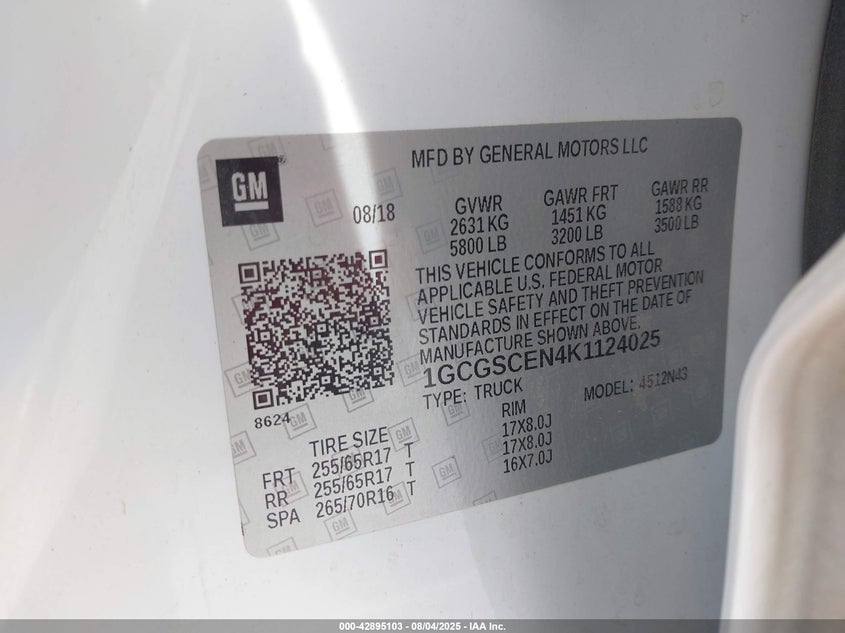 GM
MFD BY GENERAL MOTORS LLC
08/18
GVWR GAWR FRT GAWR RR
2631 KG 1451 KG 1588 KG
5800 LB 3200 LB 3500 LB
THIS VEHICLE CONFORMS TO ALL
APPLICABLE U.S. FEDERAL MOTOR
VEHICLE SAFETY AND THEFT PREVENTION
STANDARDS IN EFFECT ON THE DATE OF
MANUFACTURE SHOWN ABOVE.
1GCGSCEN4K1124025
TYPE: TRUCK MODEL: 4512N43
8624
TIRE SIZE RIM
FRT 255/65R17 T 17X8.0J
RR 255/65R17 T 17X8.0J
SPA 265/70R16 T 16X7.0J
000-42895103 - 08/04/2025 - IAA Inc.